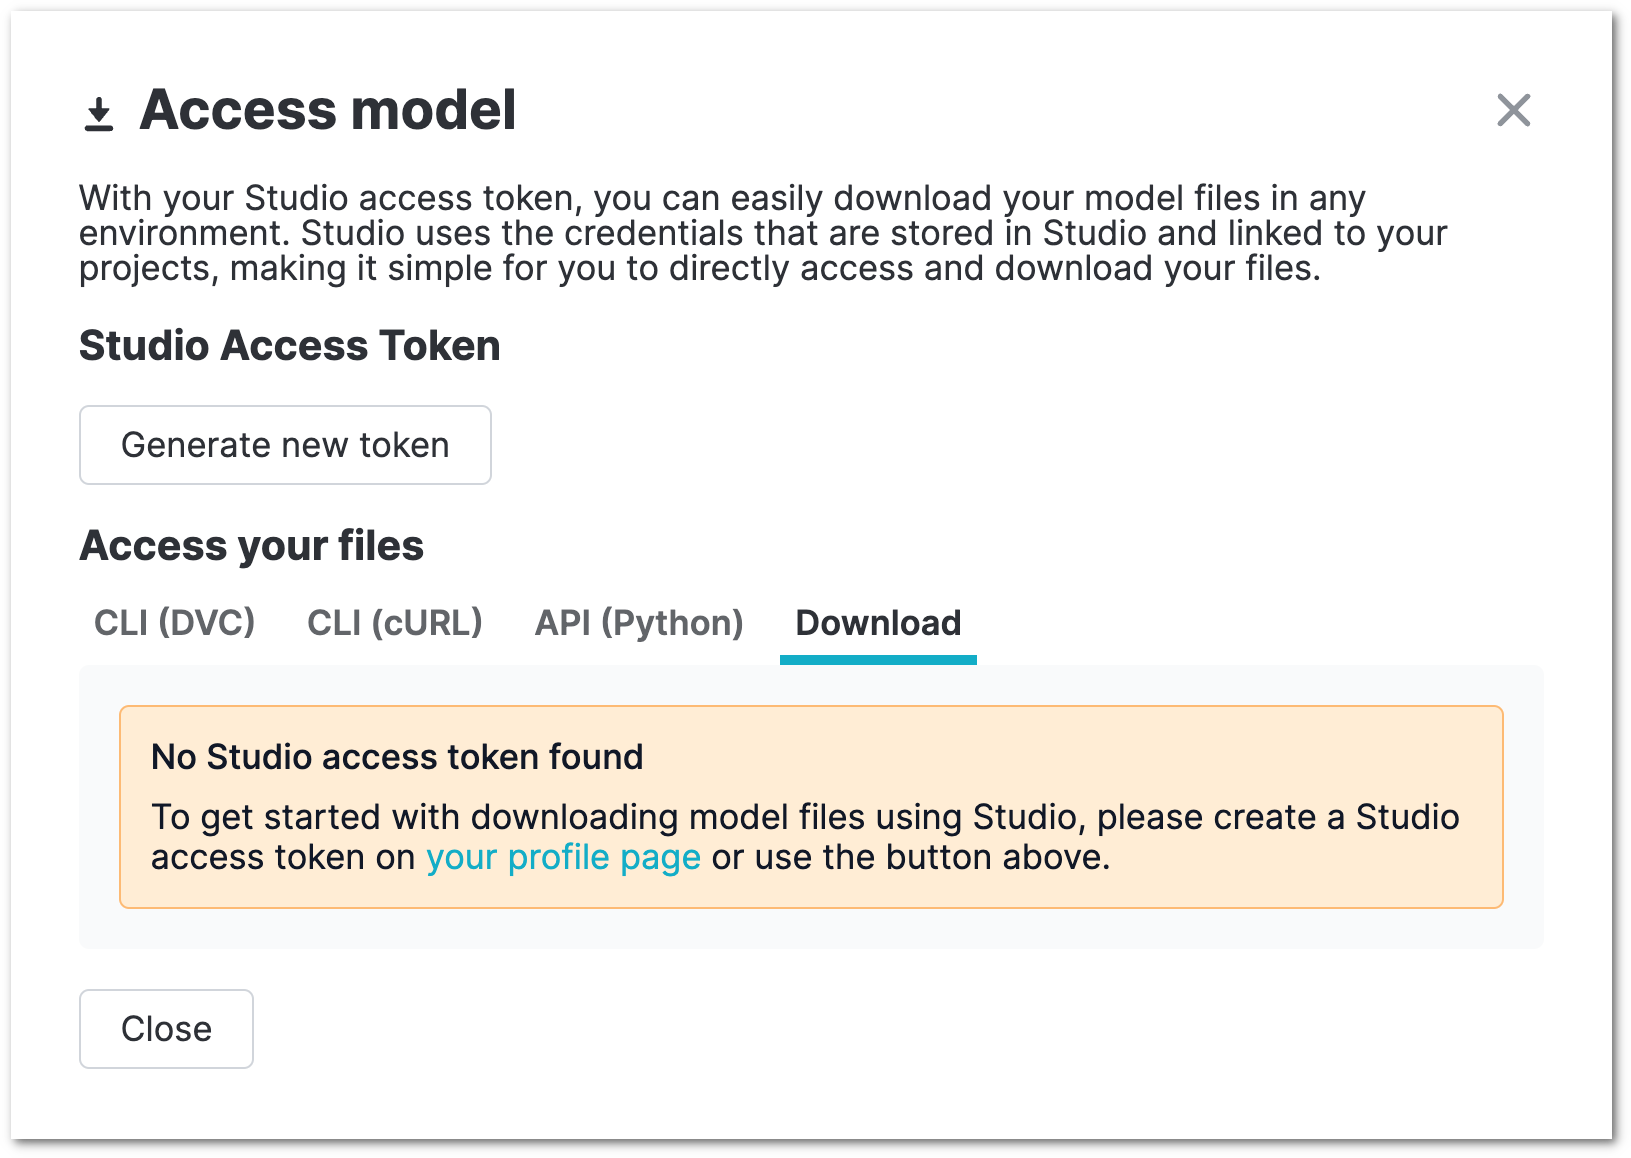 Access model
With your Studio access token, you can easily download your model files in any
environment. Studio uses the credentials that are stored in Studio and linked to your
projects, making it simple for you to directly access and download your files.
Studio Access Token
Generate new token
Access your files
CLI (DVC) CLI (cURL) API (Python) Download
No Studio access token found
To get started with downloading model files using Studio, please create a Studio
access token on your profile page or use the button above.
Close